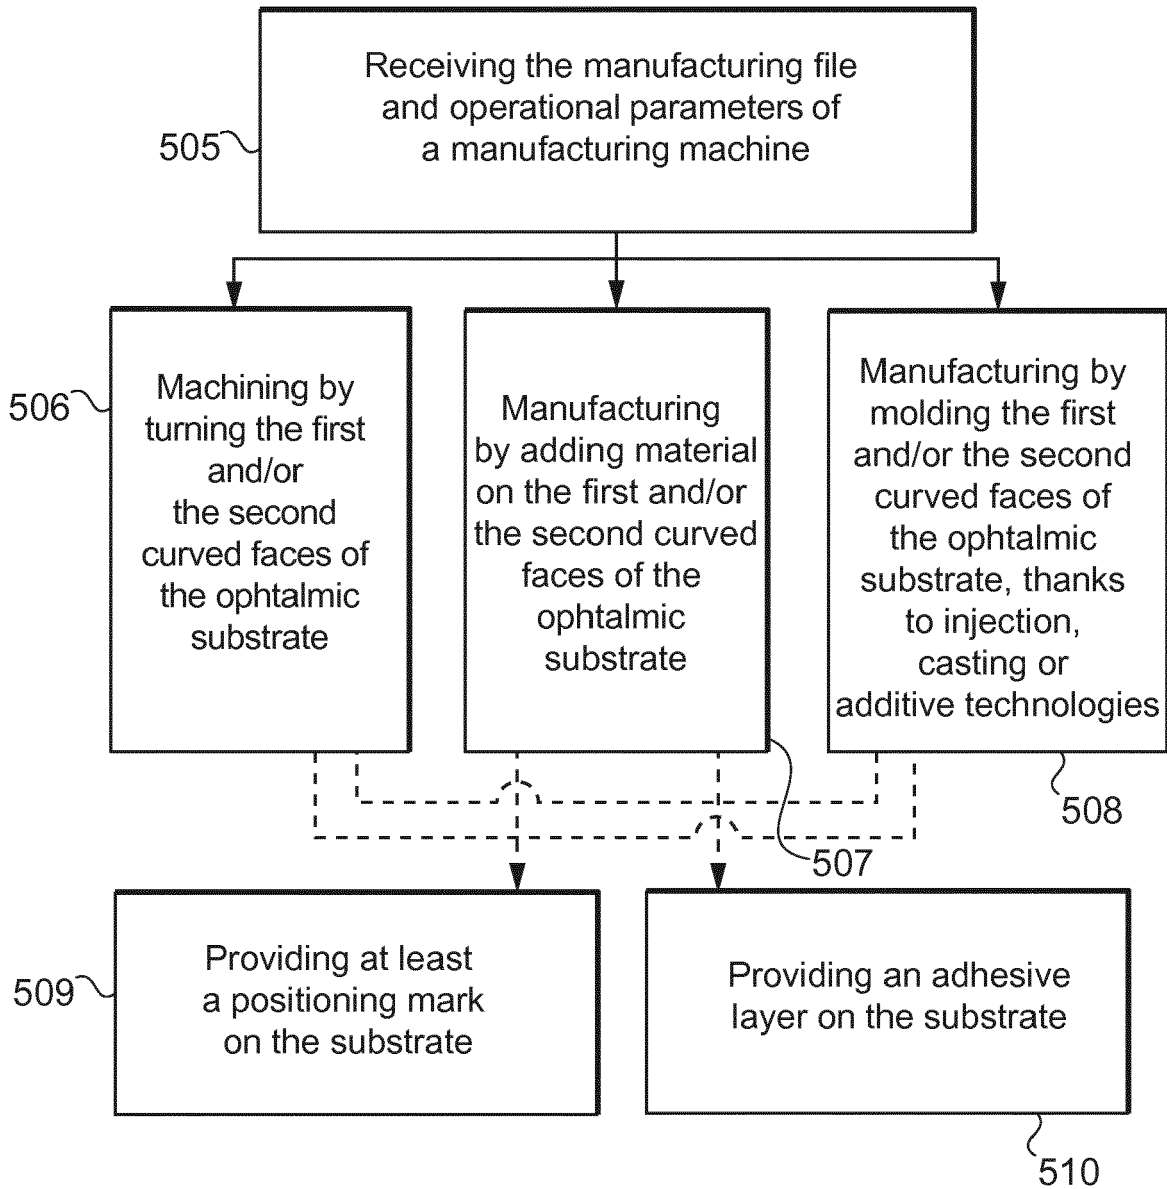 Receiving the manufacturing file
and operational parameters of
a manufacturing machine
505
506
Machining by
turning the first
and/or
the second
curved faces of
the ophtalmic
substrate
Manufacturing
by adding material
on the first and/or
the second curved
faces of the
ophtalmic
substrate
Manufacturing by
molding the first
and/or the second
curved faces of
the ophtalmic
substrate, thanks
to injection,
casting or
additive technologies
508
507
509
Providing at least
a positioning mark
on the substrate
Providing an adhesive
layer on the substrate
510